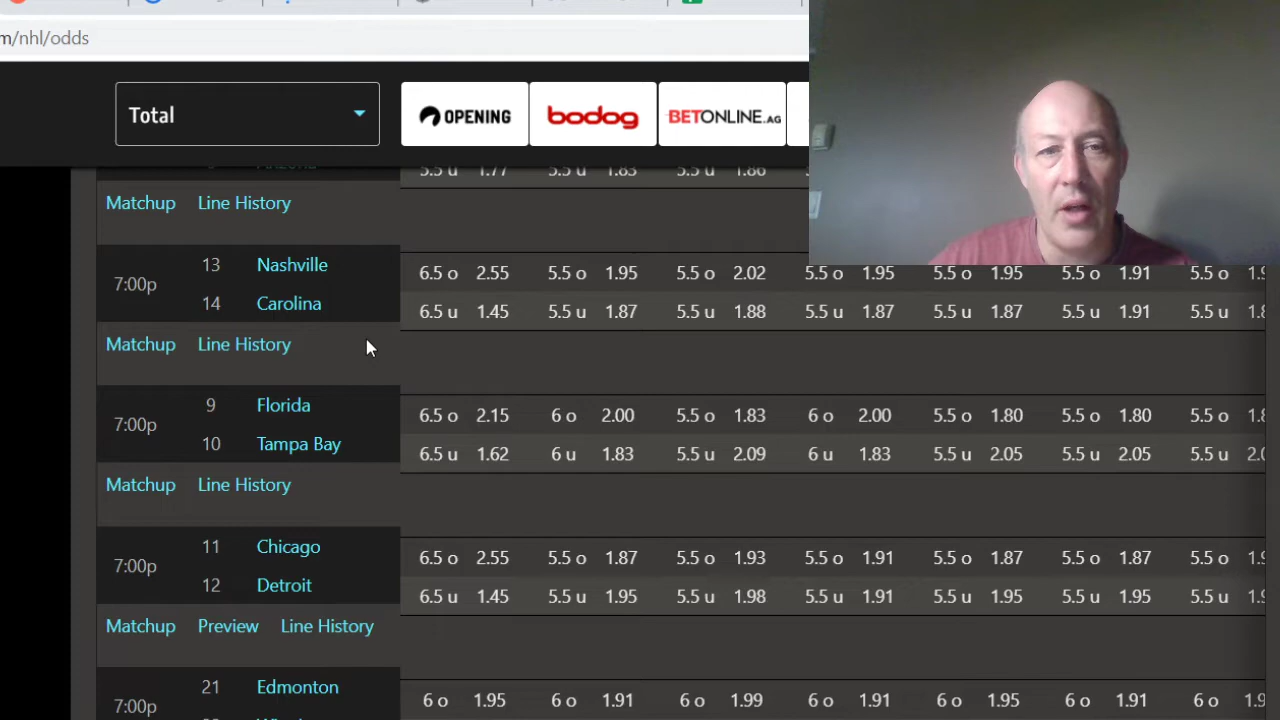 m/nhl/odds
Total OPENING bodog BETONLINE.AG
5.5 u 1.77 5.5 u 1.83 5.5 u 1.86
Matchup Line History
7:00p 13 Nashville 6.5 o 2.55 5.5 o 1.95 5.5 o 2.02 5.5 o 1.95 5.5 o 1.91 5.5 o
14 Carolina 6.5 u 1.45 5.5 u 1.87 5.5 u 1.88 5.5 u 1.87 5.5 u 1.87 5.5 u 1.91 5.5 u
Matchup Line History
7:00p 9 Florida 6.5 o 2.15 6 o 2.00 5.5 o 1.83 6 o 2.00 5.5 o 1.80 5.5 o 1.80 5.5 o
10 Tampa Bay 6.5 u 1.62 6 u 1.83 5.5 u 2.09 6 u 1.83 5.5 u 2.05 5.5 u 2.05 5.5 u
Matchup Line History
7:00p 11 Chicago 6.5 o 2.55 5.5 o 1.87 5.5 o 1.93 5.5 o 1.91 5.5 o 1.87 5.5 o 1.87 5.5 o
12 Detroit 6.5 u 1.45 5.5 u 1.95 5.5 u 1.98 5.5 u 1.91 5.5 u 1.95 5.5 u 1.95 5.5 u
Matchup Preview Line History
7:00p 21 Edmonton 6 o 1.95 6 o 1.91 6 o 1.99 6 o 1.91 6 o 1.95 6 o 1.91 6 o